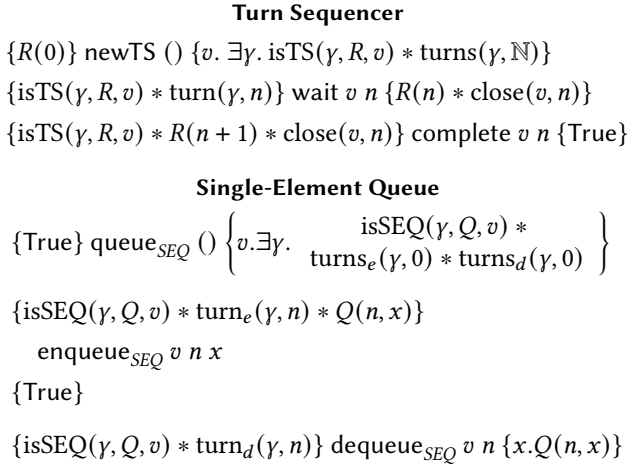 Turn Sequencer
{R(0)} newTS () {v. ∃γ. isTS(γ, R, v) ∗ turns(γ, ℕ)}
{isTS(γ, R, v) ∗ turn(γ, n)} wait v n {R(n) ∗ close(v, n)}
{isTS(γ, R, v) ∗ R(n + 1) ∗ close(v, n)} complete v n {True}
Single-Element Queue
{True} queue_SEQ () {v.∃γ. isSEQ(γ, Q, v) ∗
turns_e(γ, 0) ∗ turns_d(γ, 0) }
{isSEQ(γ, Q, v) ∗ turn_e(γ, n) ∗ Q(n, x)}
enqueue_SEQ v n x
{True}
{isSEQ(γ, Q, v) ∗ turn_d(γ, n)} dequeue_SEQ v n {x.Q(n, x)}